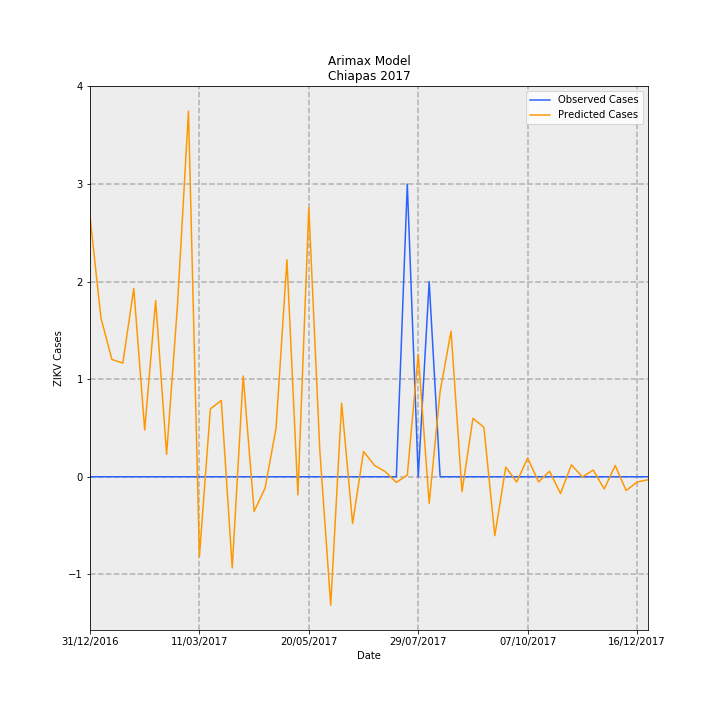 Arimax Model
Chiapas 2017
Observed Cases
Predicted Cases
ZIKV Cases
4
3
2
1
0
−1
31/12/2016
11/03/2017
20/05/2017
29/07/2017
07/10/2017
16/12/2017
Date